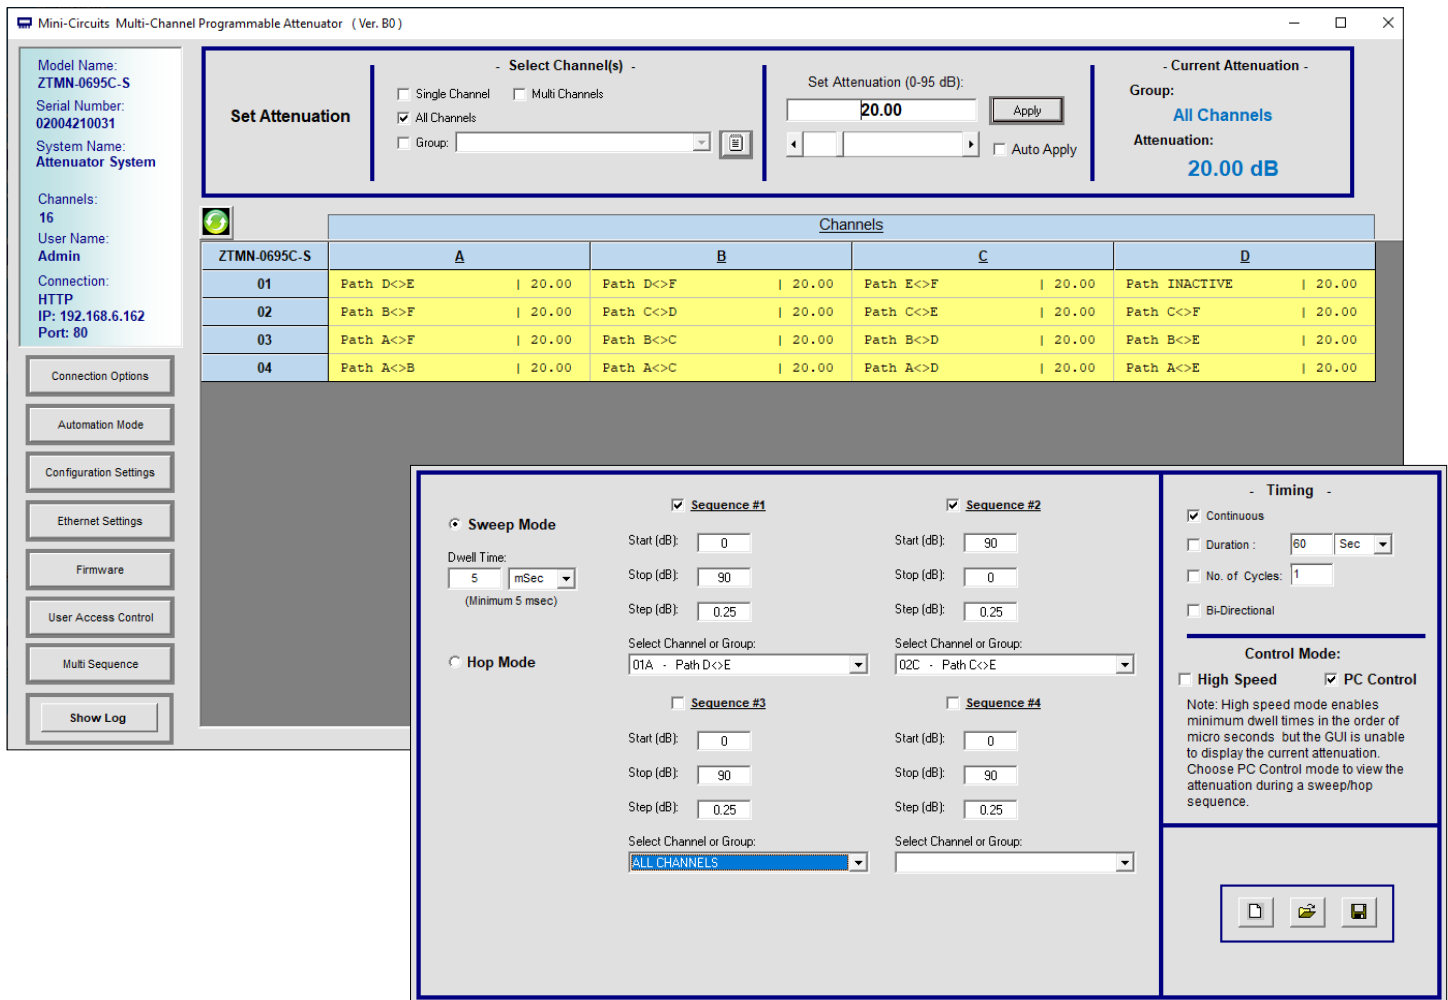 Mini-Circuits  Multi-Channel Programmable Attenuator   ( Ver. B0 )
Model Name:
ZTMN-0695C-S
Serial Number:
02004210031
System Name:
Attenuator System
Channels:
16
User Name:
Admin
Connection:
HTTP
IP: 192.168.6.162
Port: 80
Connection Options
Automation Mode
Configuration Settings
Ethernet Settings
Firmware
User Access Control
Multi Sequence
Show Log
Set Attenuation
- Select Channel(s) -
Single Channel   Multi Channels
All Channels
Group:
Set Attenuation (0-95 dB):
20.00   Apply
Auto Apply
- Current Attenuation -
Group:
All Channels
Attenuation:
20.00 dB
Channels
ZTMN-0695C-S   A   B   C   D
01   Path D<>E | 20.00   Path D<>F | 20.00   Path E<>F | 20.00   Path INACTIVE | 20.00
02   Path B<>F | 20.00   Path C<>D | 20.00   Path C<>E | 20.00   Path C<>F | 20.00
03   Path A<>F | 20.00   Path B<>C | 20.00   Path B<>D | 20.00   Path B<>E | 20.00
04   Path A<>B | 20.00   Path A<>C | 20.00   Path A<>D | 20.00   Path A<>E | 20.00
Sweep Mode
Dwell Time:
5   mSec
(Minimum 5 msec)
Hop Mode
Sequence #1
Start (dB): 0
Stop (dB): 90
Step (dB): 0.25
Select Channel or Group:
01A  -  Path D<>E
Sequence #2
Start (dB): 90
Stop (dB): 0
Step (dB): 0.25
Select Channel or Group:
02C  -  Path C<>E
Sequence #3
Start (dB): 0
Stop (dB): 90
Step (dB): 0.25
Select Channel or Group:
ALL CHANNELS
Sequence #4
Start (dB): 0
Stop (dB): 90
Step (dB): 0.25
Select Channel or Group:
- Timing -
Continuous
Duration : 60 Sec
No. of Cycles: 1
Bi-Directional
Control Mode:
High Speed   PC Control
Note: High speed mode enables
minimum dwell times in the order of
micro seconds but the GUI is unable
to display the current attenuation.
Choose PC Control mode to view the
attenuation during a sweep/hop
sequence.